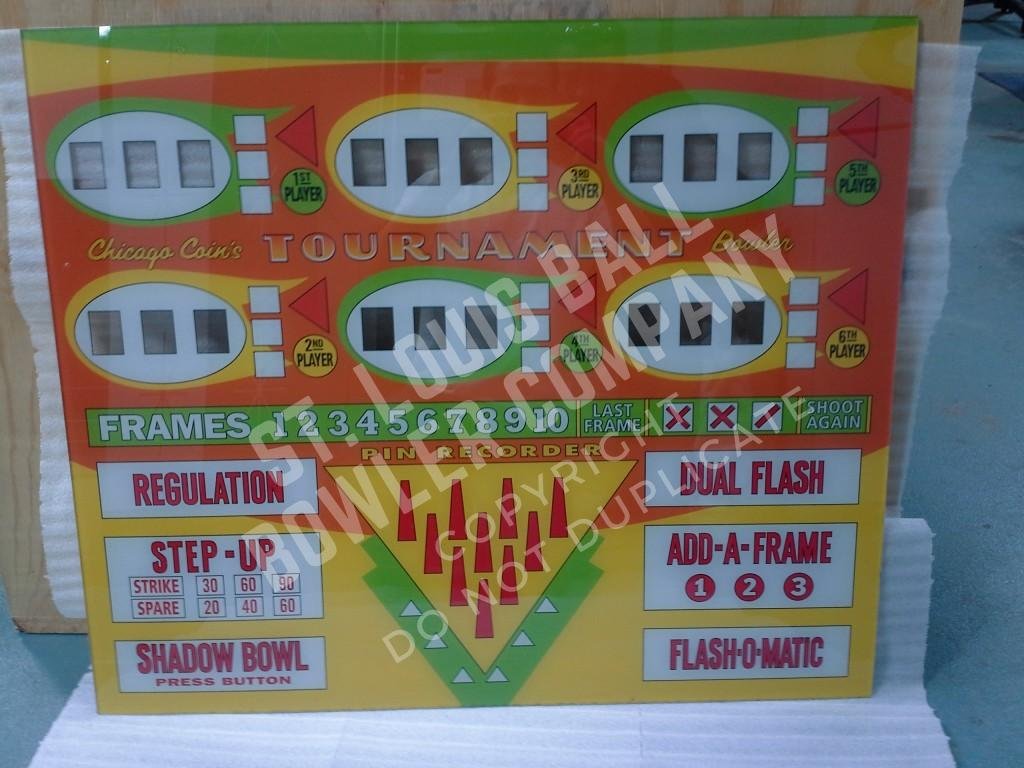 1ST PLAYER
3RD PLAYER
5TH PLAYER
Chicago Coin's TOURNAMENT Bowler
2ND PLAYER
4TH PLAYER
6TH PLAYER
FRAMES 1 2 3 4 5 6 7 8 9 10 LAST FRAME X X / SHOOT AGAIN
PIN RECORDER
REGULATION
DUAL FLASH
STEP-UP
STRIKE 30 60 90
SPARE 20 40 60
ADD-A-FRAME
1 2 3
SHADOW BOWL
PRESS BUTTON
FLASH-O-MATIC
ST. LOUIS BALL
BOWLER COMPANY
COPYRIGHT
DO NOT DUPLICATE